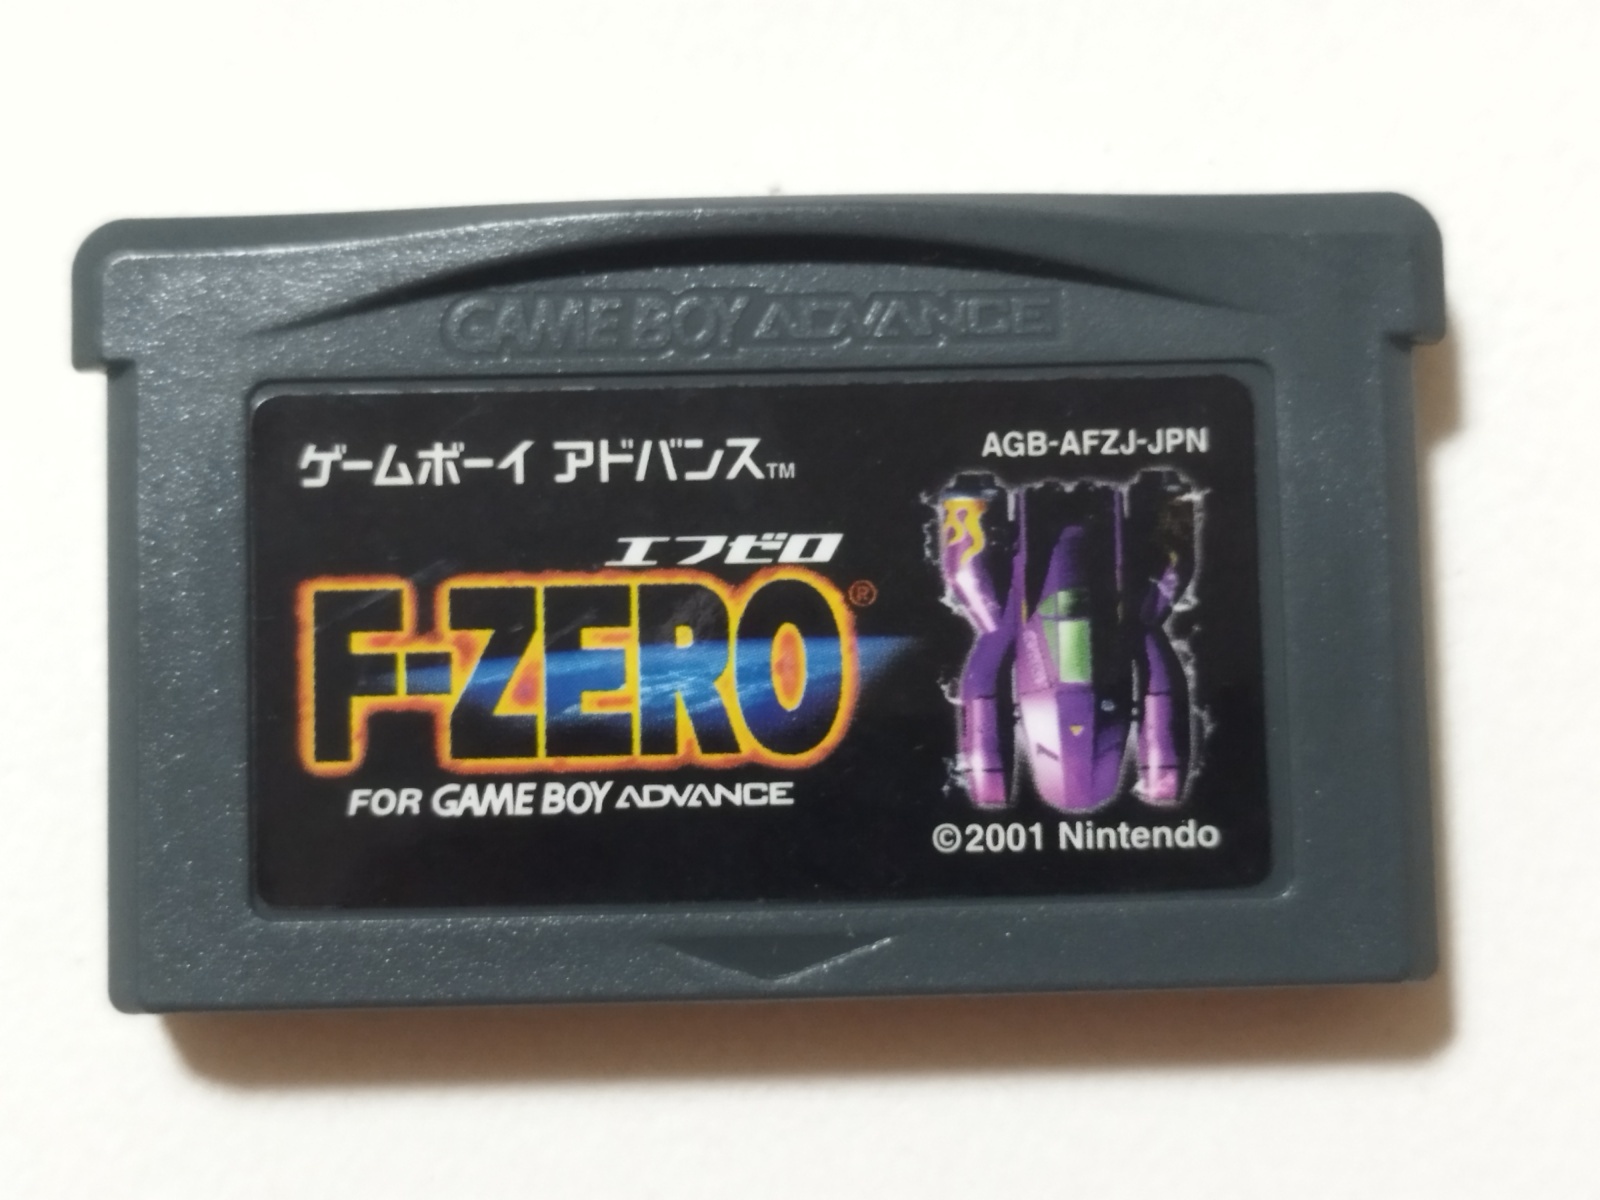 GAME BOY ADVANCE
ゲームボーイ アドバンス™
AGB-AFZJ-JPN
エフゼロ
F-ZERO®
FOR GAME BOY ADVANCE
©2001 Nintendo